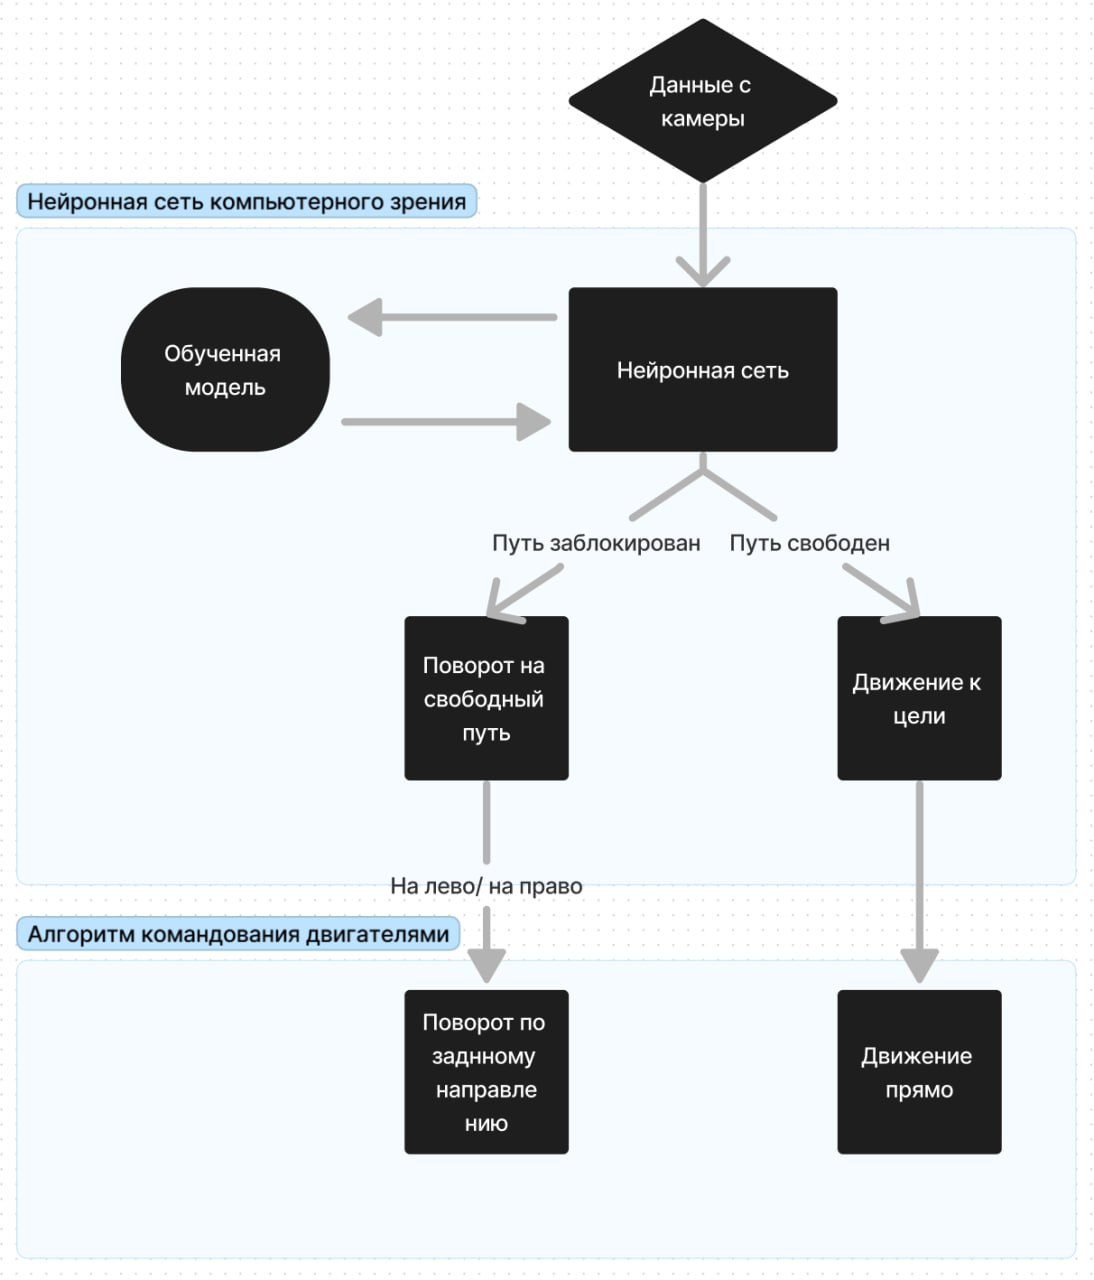 Данные с
камеры
Нейронная сеть компьютерного зрения
Обученная
модель
Нейронная сеть
Путь заблокирован
Путь свободен
Поворот на
свободный
путь
Движение к
цели
На лево/ на право
Алгоритм командования двигателями
Поворот по
заднному
направле
нию
Движение
прямо